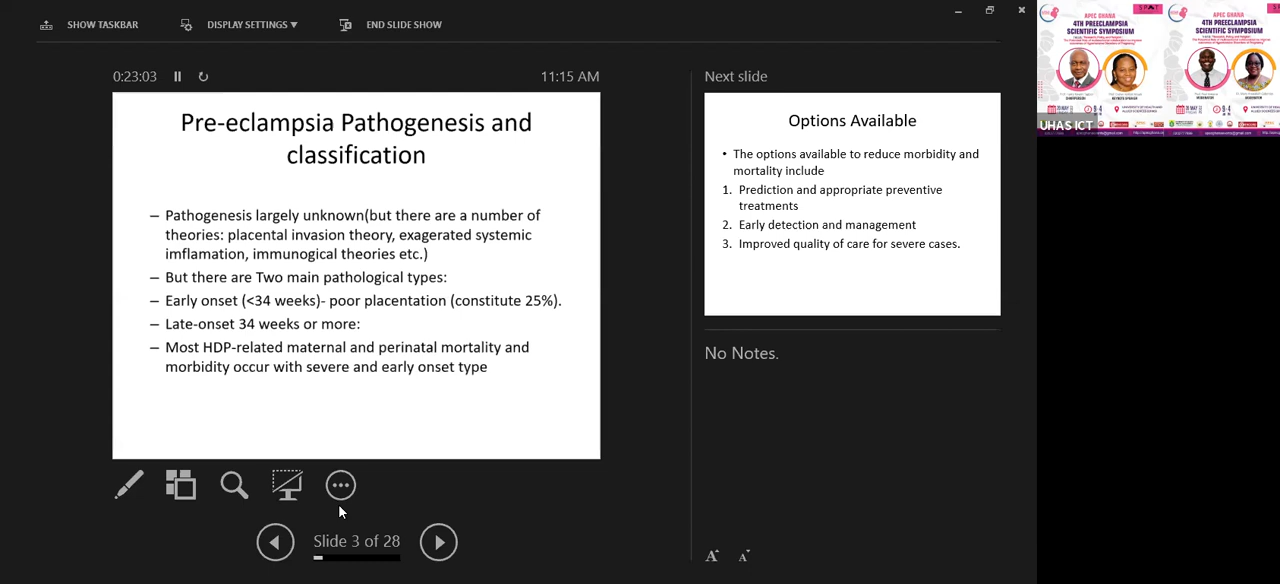 SHOW TASKBAR
DISPLAY SETTINGS
END SLIDE SHOW
0:23:03
11:15 AM
Pre-eclampsia Pathogenesis and
classification
– Pathogenesis largely unknown(but there are a number of
theories: placental invasion theory, exagerated systemic
imflamation, immunogical theories etc.)
– But there are Two main pathological types:
– Early onset (<34 weeks)- poor placentation (constitute 25%).
– Late-onset 34 weeks or more:
– Most HDP-related maternal and perinatal mortality and
morbidity occur with severe and early onset type
Slide 3 of 28
Next slide
Options Available
• The options available to reduce morbidity and
mortality include
1. Prediction and appropriate preventive
treatments
2. Early detection and management
3. Improved quality of care for severe cases.
No Notes.
A A
APEC GHANA
4TH PREECLAMPSIA
SCIENTIFIC SYMPOSIUM
APEC GHANA
4TH PREECLAMPSIA
SCIENTIFIC SYMPOSIUM
UHAS ICT